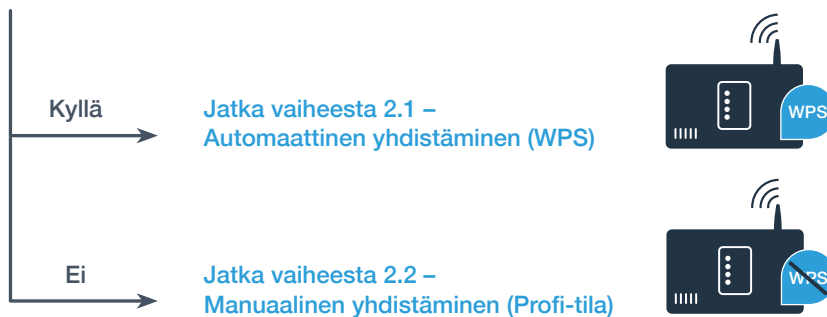 Kyllä
Jatka vaiheesta 2.1 –
Automaattinen yhdistäminen (WPS)
WPS
Ei
Jatka vaiheesta 2.2 –
Manuaalinen yhdistäminen (Profi-tila)
WPS